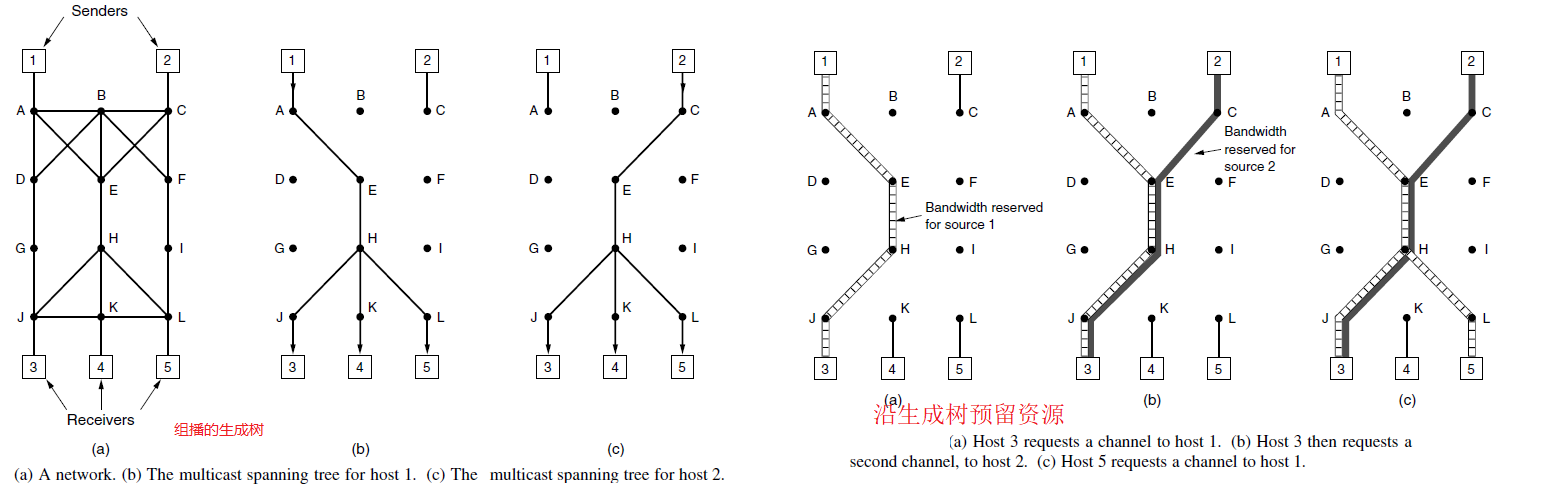 Senders
1 2
A B C
D E F
G H I
J K L
3 4 5
Receivers
(a)
1 2
A B C
D E F
G H I
J K L
3 4 5
(b)
1 2
A B C
D E F
G H I
J K L
3 4 5
(c)
组播的生成树
(a) A network. (b) The multicast spanning tree for host 1. (c) The multicast spanning tree for host 2.
1 2
A B C
D E F
Bandwidth reserved
for source 1
G H I
J K L
3 4 5
(a)
1 2
A B C
Bandwidth
reserved for
source 2
D E F
G H I
J K L
3 4 5
(b)
1 2
A B C
D E F
G H I
J K L
3 4 5
(c)
沿生成树预留资源
(a) Host 3 requests a channel to host 1. (b) Host 3 then requests a
second channel, to host 2. (c) Host 5 requests a channel to host 1.